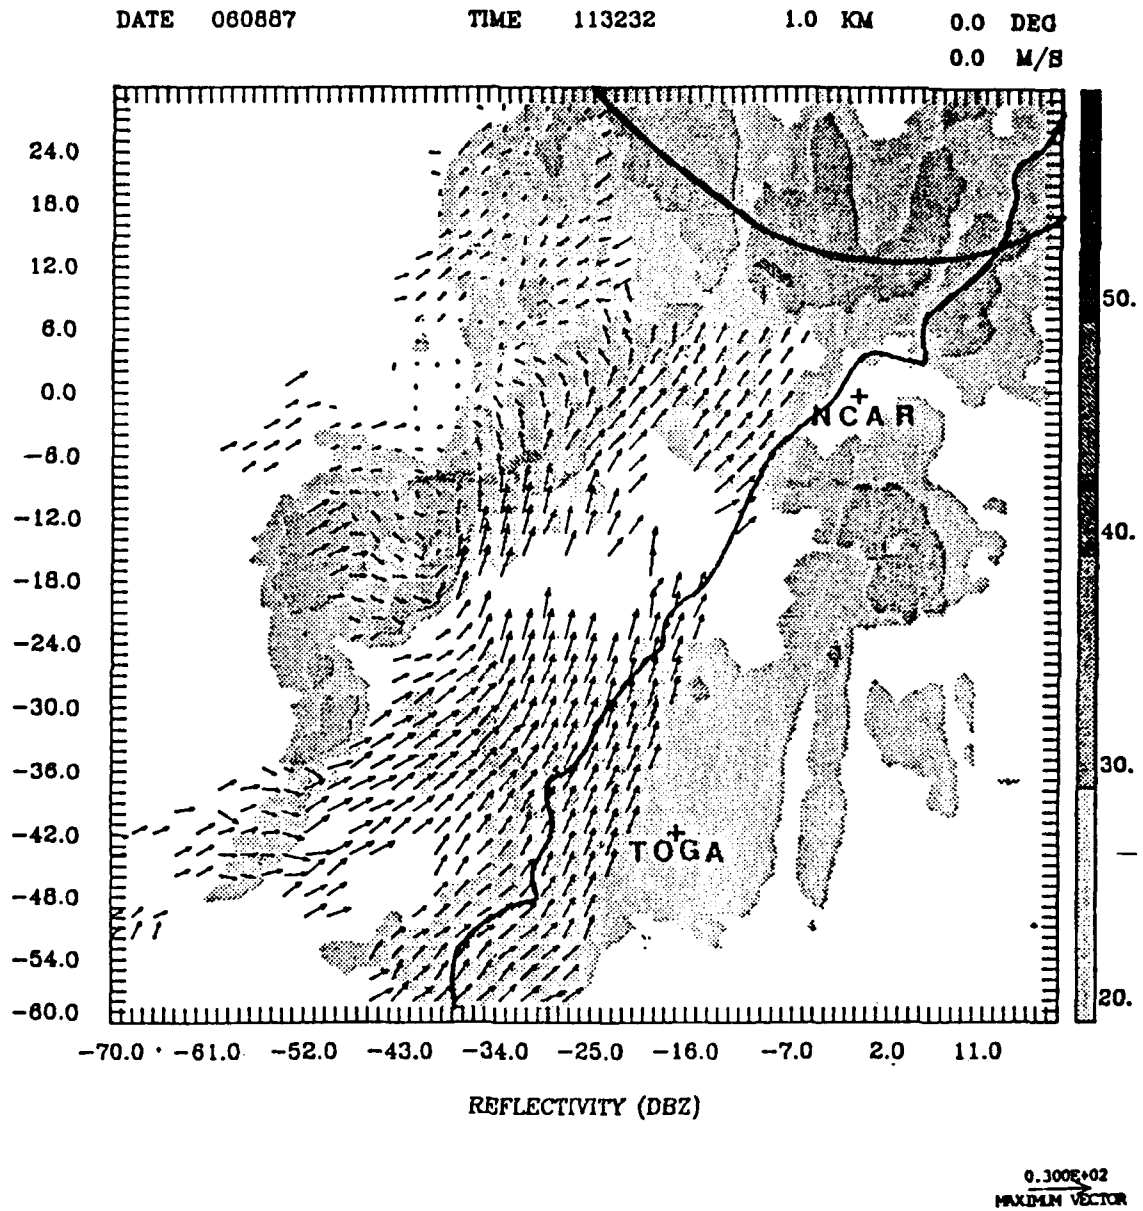 DATE 060887 TIME 113232 1.0 KM 0.0 DEG
0.0 M/S
24.0
18.0
12.0
6.0
50.
0.0
NCAR
-6.0
-12.0
40.
-18.0
-24.0
-30.0
30.
-36.0
-42.0
TOGA
-48.0
-54.0
20.
-60.0
-70.0 -61.0 -52.0 -43.0 -34.0 -25.0 -16.0 -7.0 2.0 11.0
REFLECTIVITY (DBZ)
0.300E+02
MAXIMUM VECTOR